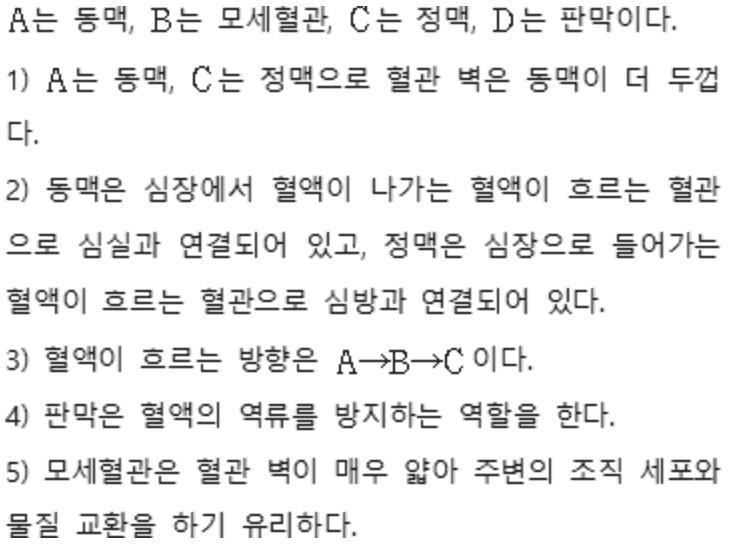 A는 동맥, B는 모세혈관, C는 정맥, D는 판막이다.
1) A는 동맥, C는 정맥으로 혈관 벽은 동맥이 더 두껍
다.
2) 동맥은 심장에서 혈액이 나가는 혈액이 흐르는 혈관
으로 심실과 연결되어 있고, 정맥은 심장으로 들어가는
혈액이 흐르는 혈관으로 심방과 연결되어 있다.
3) 혈액이 흐르는 방향은 A→B→C이다.
4) 판막은 혈액의 역류를 방지하는 역할을 한다.
5) 모세혈관은 혈관 벽이 매우 얇아 주변의 조직 세포와
물질 교환을 하기 유리하다.